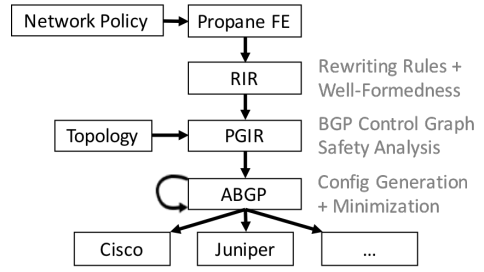 Network Policy
Propane FE
RIR
Rewriting Rules +
Well-Formedness
Topology
PGIR
BGP Control Graph
Safety Analysis
ABGP
Config Generation
+ Minimization
Cisco
Juniper
...